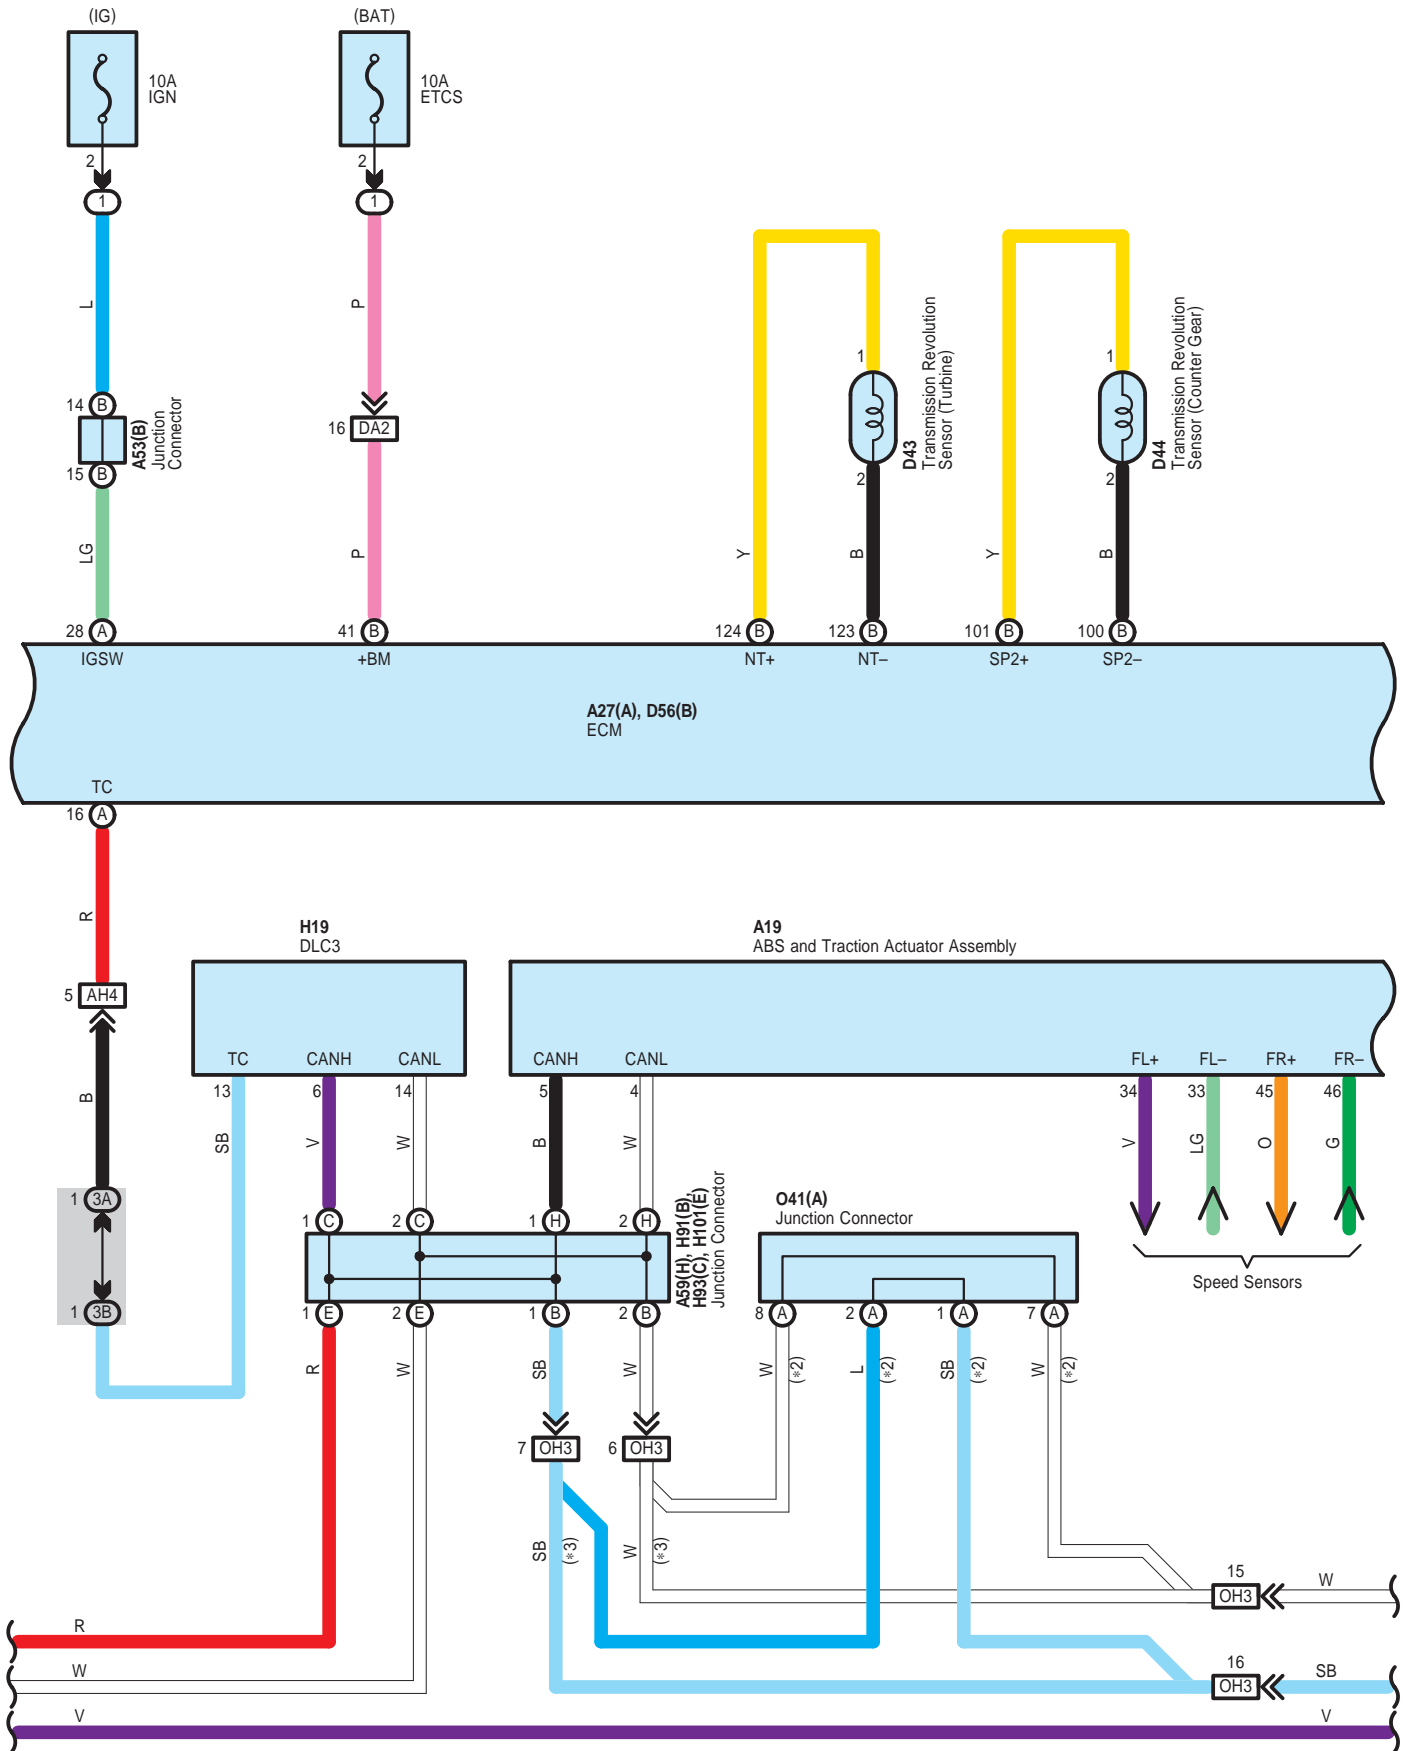 (IG)
(BAT)
10A
IGN
10A
ETCS
2
2
1
1
L
P
14 B
A53(B)
Junction
Connector
15 B
16 DA2
1
D43
Transmission Revolution
Sensor (Turbine)
2
1
D44
Transmission Revolution
Sensor (Counter Gear)
2
LG
P
Y
B
Y
B
28 A
41 B
124 B
123 B
101 B
100 B
IGSW
+BM
NT+
NT–
SP2+
SP2–
A27(A), D56(B)
ECM
TC
16 A
R
5 AH4
B
1 3A
1 3B
H19
DLC3
TC
CANH
CANL
13
6
14
SB
V
W
A19
ABS and Traction Actuator Assembly
CANH
CANL
FL+
FL–
FR+
FR–
5
4
34
33
45
46
B
W
V
LG
O
G
Speed Sensors
1 C
2 C
1 H
2 H
A59(H), H91(B),
H93(C), H101(E)
Junction Connector
1 E
2 E
1 B
2 B
O41(A)
Junction Connector
8 A
2 A
1 A
7 A
R
W
SB
W
W
(*2)
L
(*2)
SB
(*2)
W
(*2)
7 OH3
6 OH3
SB
(*3)
W
(*3)
15
OH3
W
16
OH3
SB
R
W
V
V